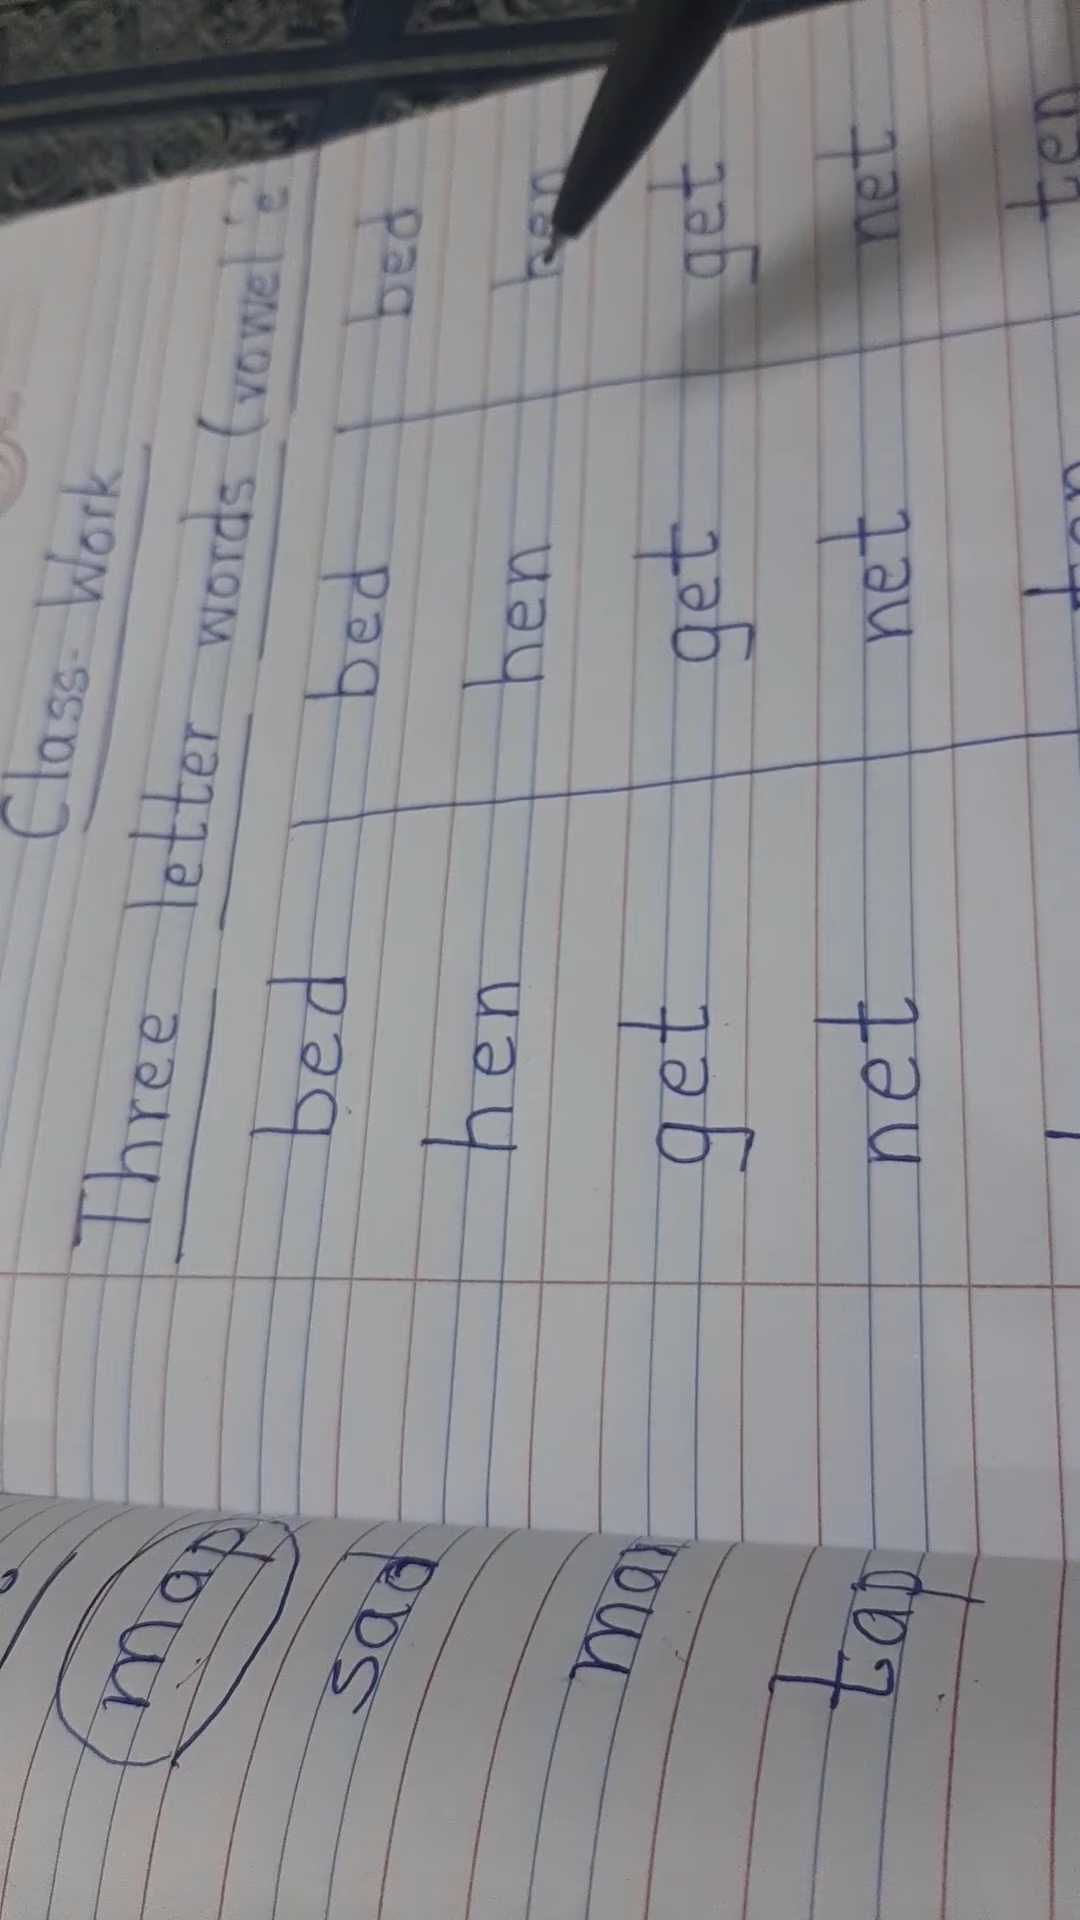 Class-Work
Three letter words (vowel 'e'
bed bed bed
hen hen hen
get get get
net net net
ten
map
sad
tap